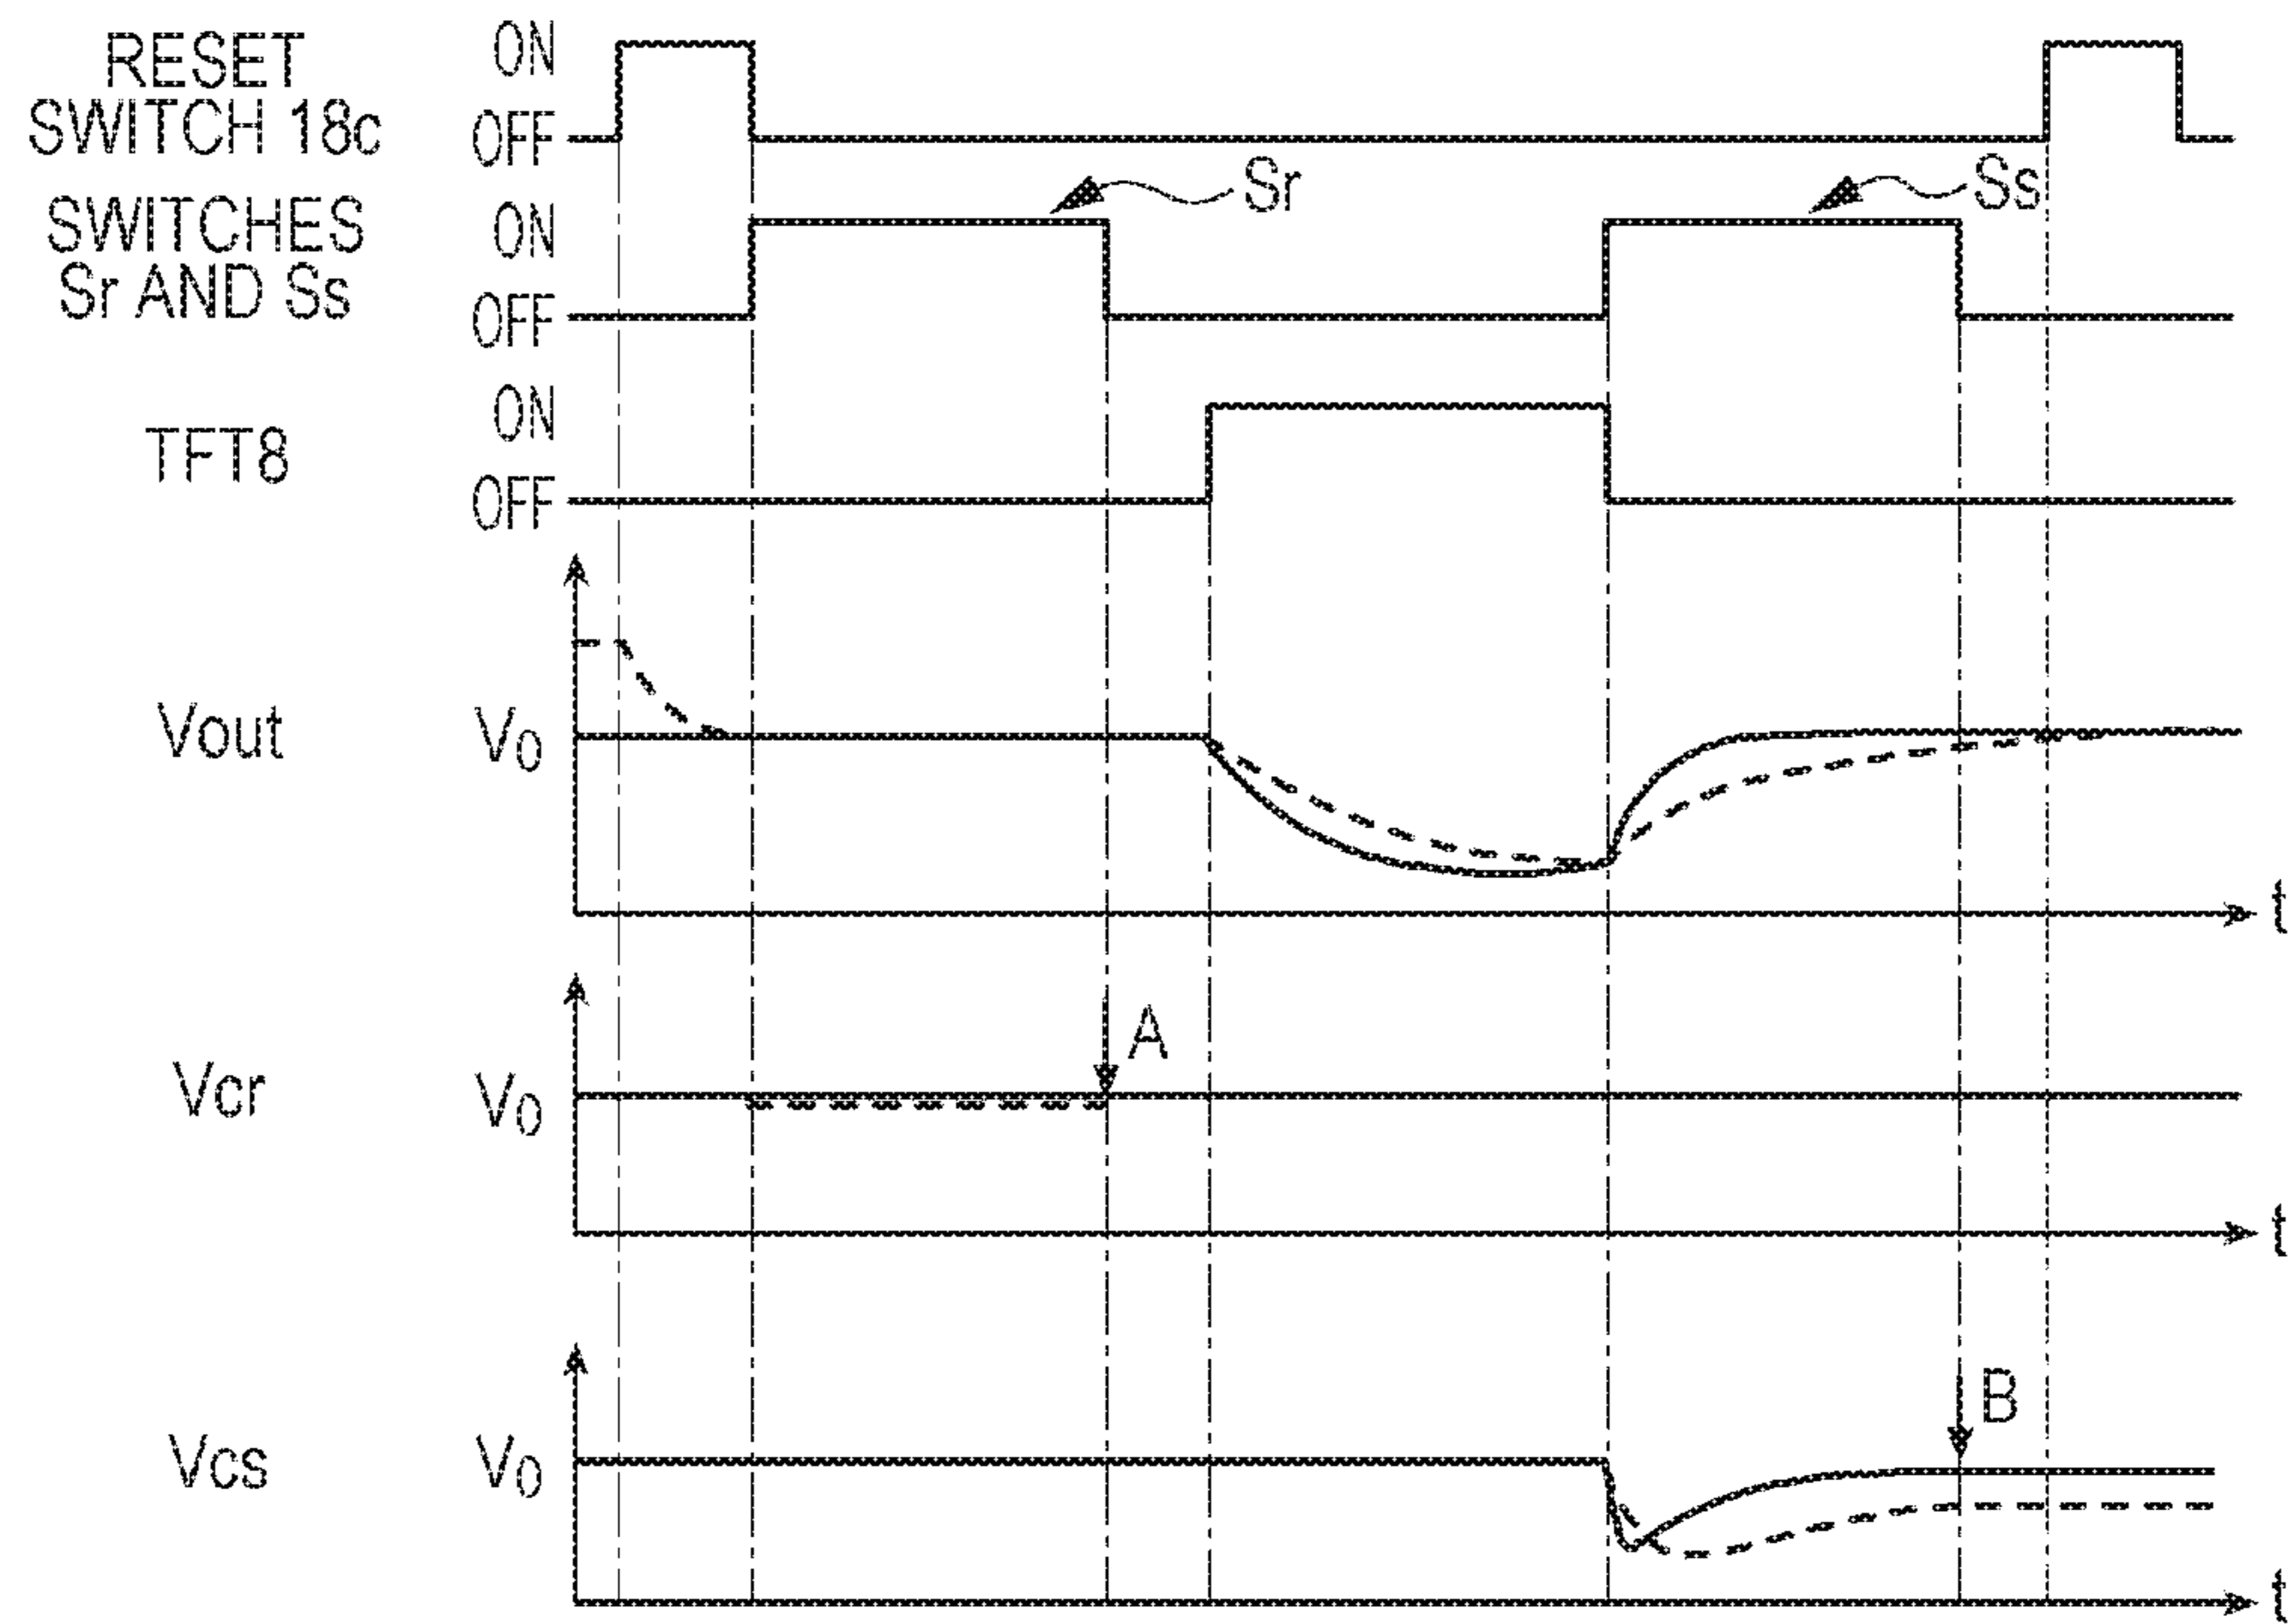 RESET
SWITCH 18c
ON
OFF
Sr
Ss
SWITCHES
Sr AND Ss
ON
OFF
TFT8
ON
OFF
Vout
V0
t
A
Vcr
V0
t
B
Vcs
V0
t